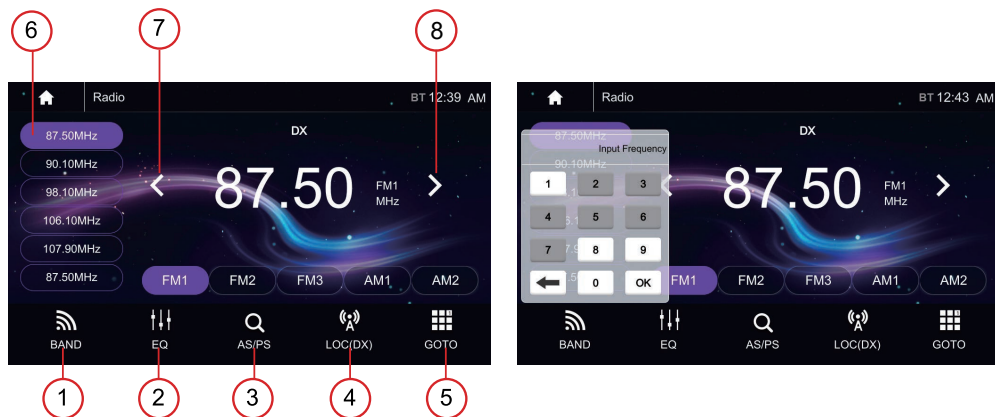 6 7 8
Radio BT 12:39 AM
DX
87.50MHz
90.10MHz
98.10MHz
106.10MHz
107.90MHz
87.50MHz
87.50 FM1
MHz
FM1 FM2 FM3 AM1 AM2
BAND EQ AS/PS LOC(DX) GOTO
1 2 3 4 5
Radio BT 12:43 AM
DX
87.50MHz
Input Frequency
90.10MHz
1 2 3
4 5 6
7 8 9
0 OK
87.50 FM1
MHz
FM1 FM2 FM3 AM1 AM2
BAND EQ AS/PS LOC(DX) GOTO